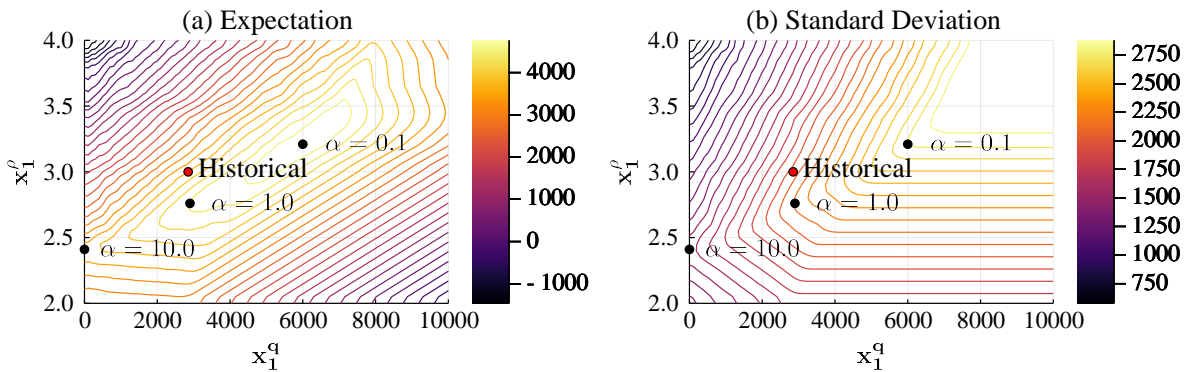 (a) Expectation
4.0
3.5
3.0
2.5
2.0
x₁^ρ
0
2000
4000
6000
8000
10000
x₁^q
α = 0.1
Historical
α = 1.0
α = 10.0
4000
3000
2000
1000
0
- 1000
(b) Standard Deviation
4.0
3.5
3.0
2.5
2.0
x₁^ρ
0
2000
4000
6000
8000
10000
x₁^q
α = 0.1
Historical
α = 1.0
α = 10.0
2750
2500
2250
2000
1750
1500
1250
1000
750